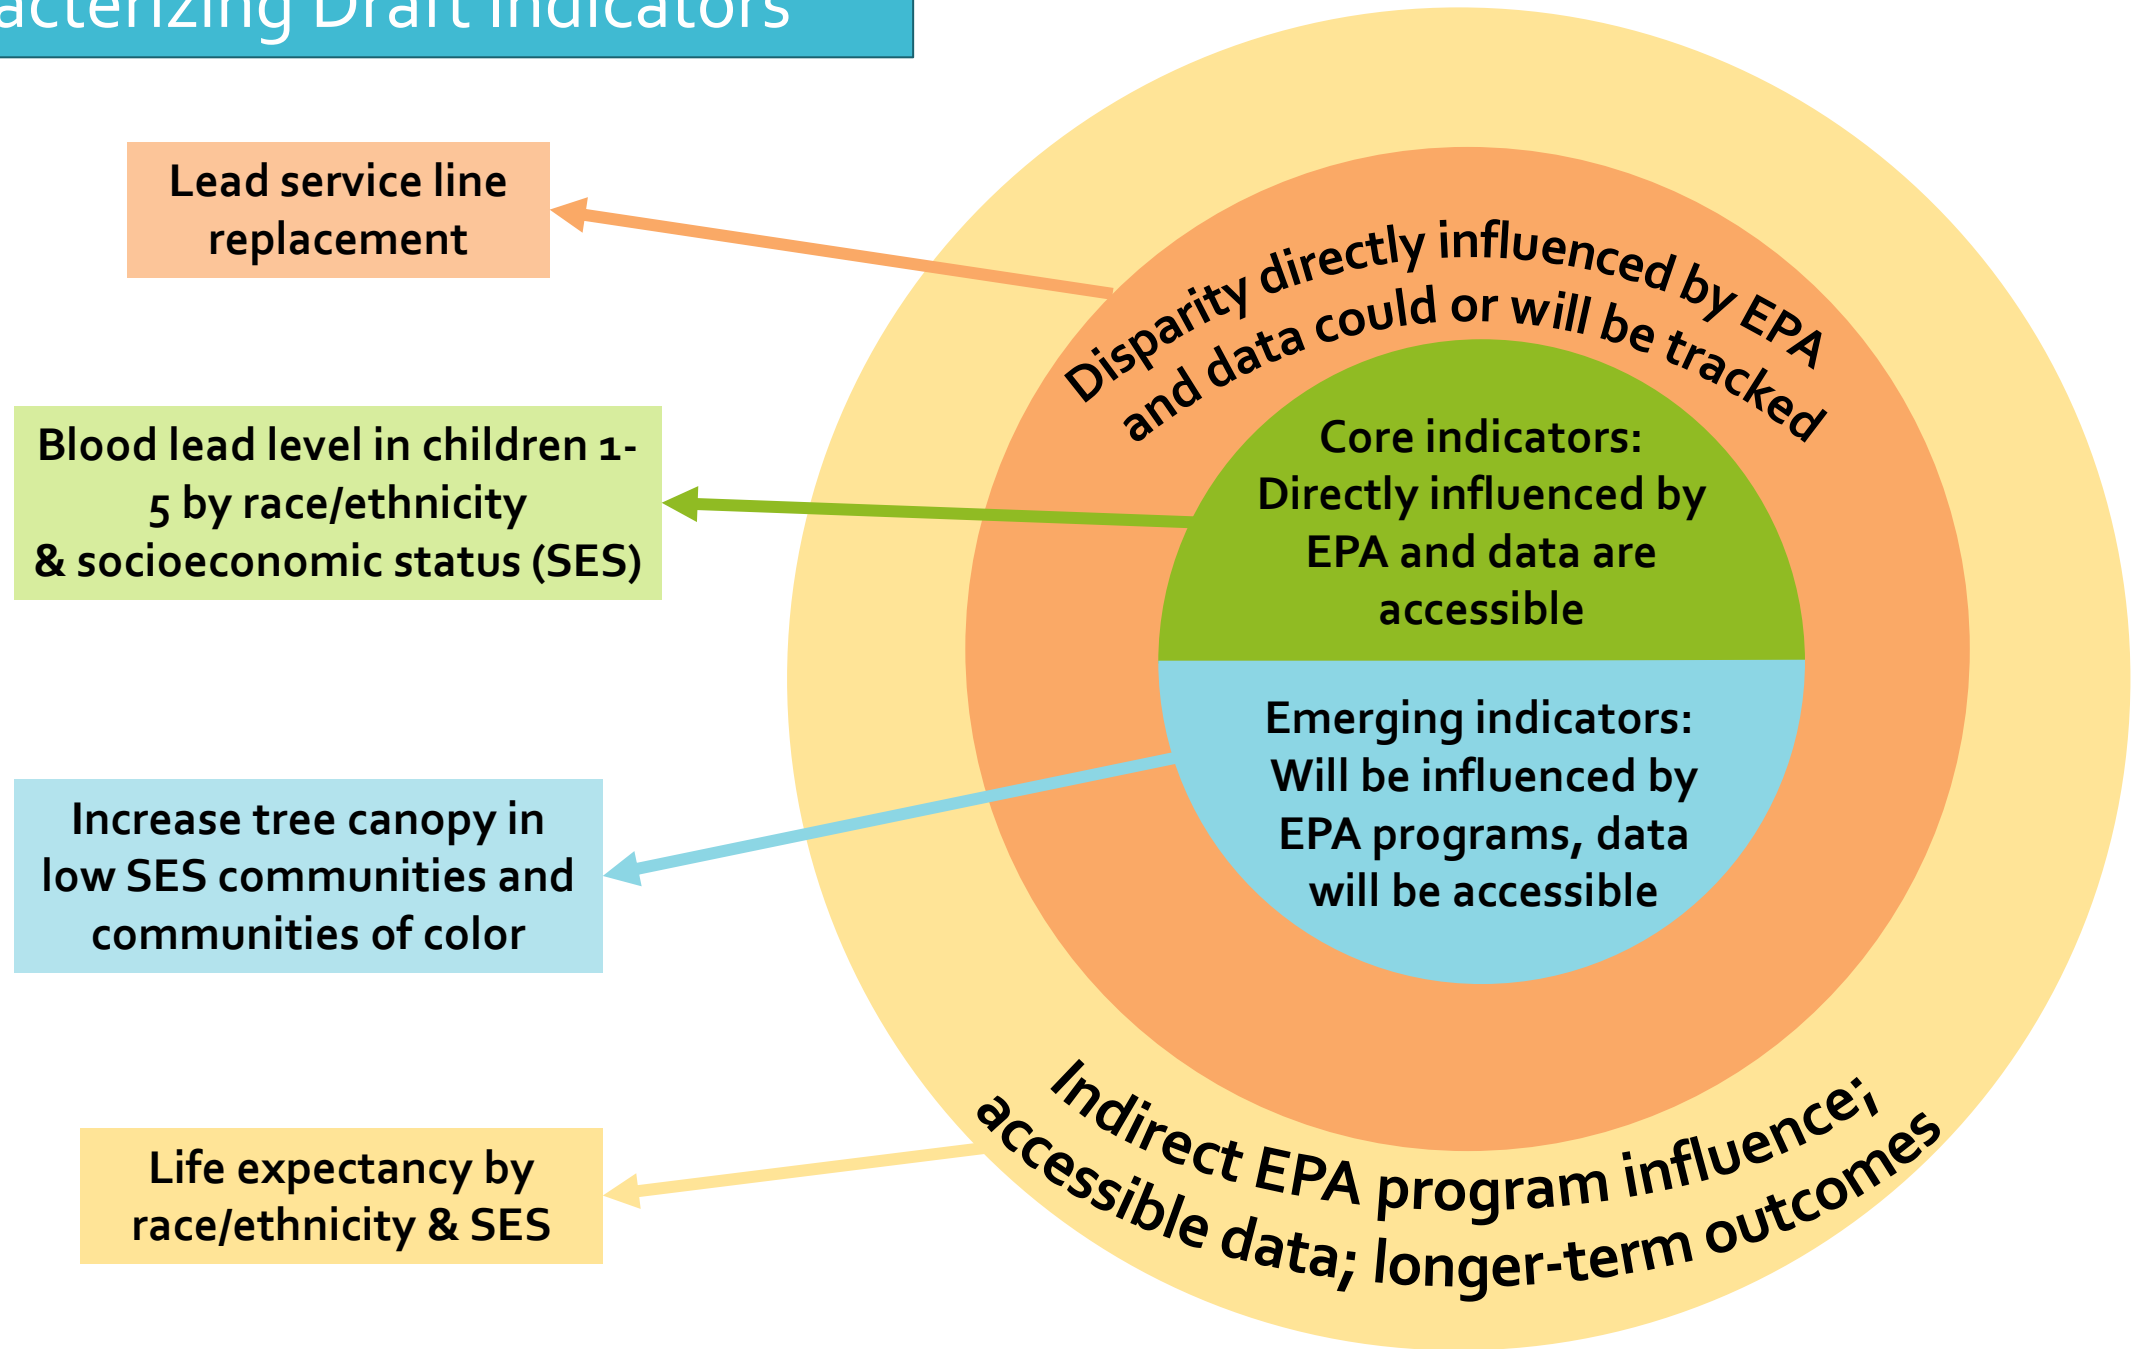 acterizing Draft Indicators
Lead service line
replacement
Blood lead level in children 1-
5 by race/ethnicity
& socioeconomic status (SES)
Increase tree canopy in
low SES communities and
communities of color
Life expectancy by
race/ethnicity & SES
Disparity directly influenced by EPA
and data could or will be tracked
Core indicators:
Directly influenced by
EPA and data are
accessible
Emerging indicators:
Will be influenced by
EPA programs, data
will be accessible
Indirect EPA program influence;
accessible data; longer-term outcomes